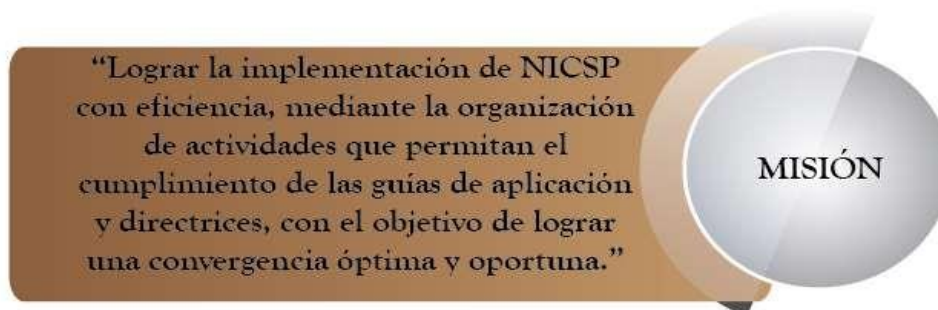 “Lograr la implementación de NICSP
con eficiencia, mediante la organización
de actividades que permitan el
cumplimiento de las guías de aplicación
y directrices, con el objetivo de lograr
una convergencia óptima y oportuna.”
MISIÓN